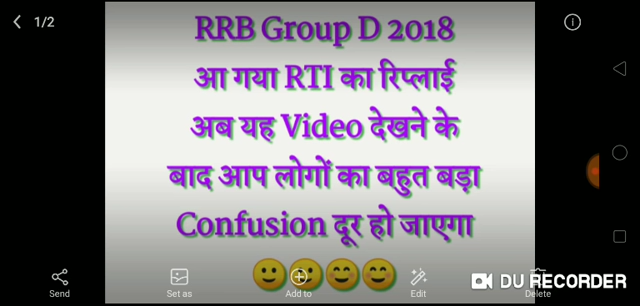 1/2
RRB Group D 2018
आ गया RTI का रिप्लाई
अब यह Video देखने के
बाद आप लोगों का बहुत बड़ा
Confusion दूर हो जाएगा
Send
Set as
Add to
Edit
Delete
DU RECORDER